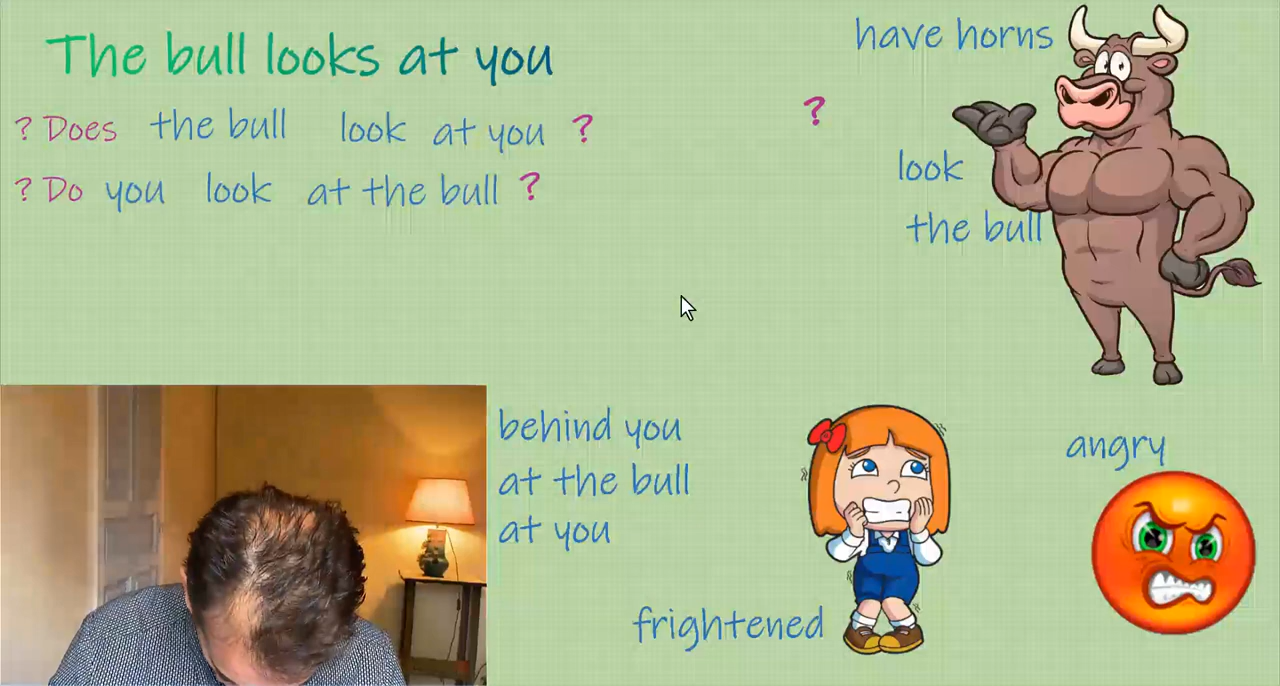 The bull looks at you
? Does the bull look at you ?
? Do you look at the bull ?
have horns
?
look
the bull
behind you
at the bull
at you
angry
frightened